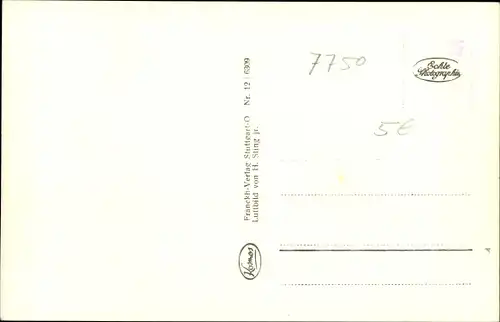 7750
Echte
Photographie
5€
Franckh-Verlag Stuttgart-O Nr. 12 | 6309
Luftbild von H. Sting jr.
Kosmos